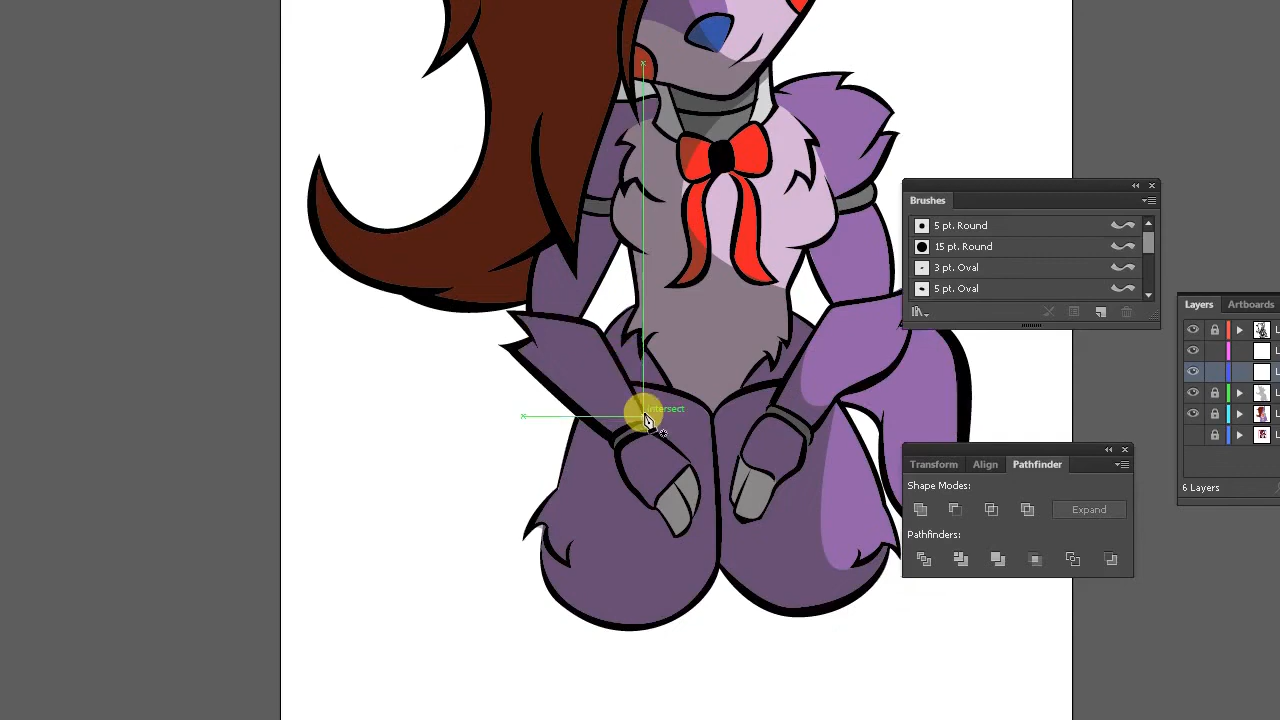 Brushes
5 pt. Round
15 pt. Round
3 pt. Oval
5 pt. Oval
Layers Artboards
L
L
L
L
L
L
6 Layers
intersect
Transform Align Pathfinder
Shape Modes:
Expand
Pathfinders: